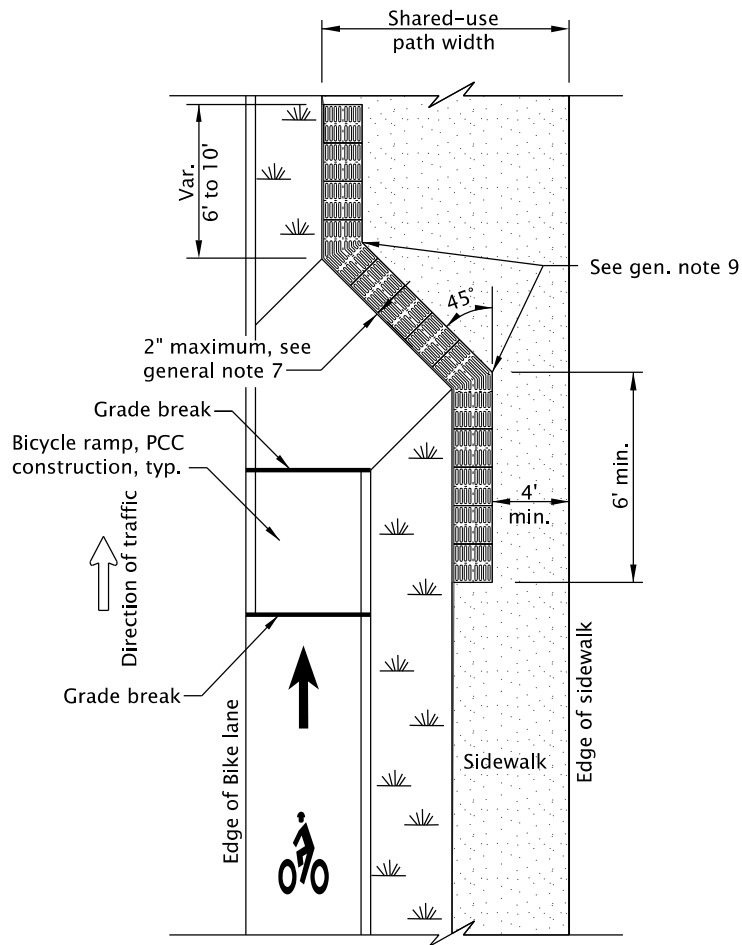 Shared-use
path width
Var.
6' to 10'
See gen. note 9
45°
2" maximum, see
general note 7
Grade break
Bicycle ramp, PCC
construction, typ.
4'
min.
6' min.
Direction of traffic
Grade break
Edge of Bike lane
Sidewalk
Edge of sidewalk